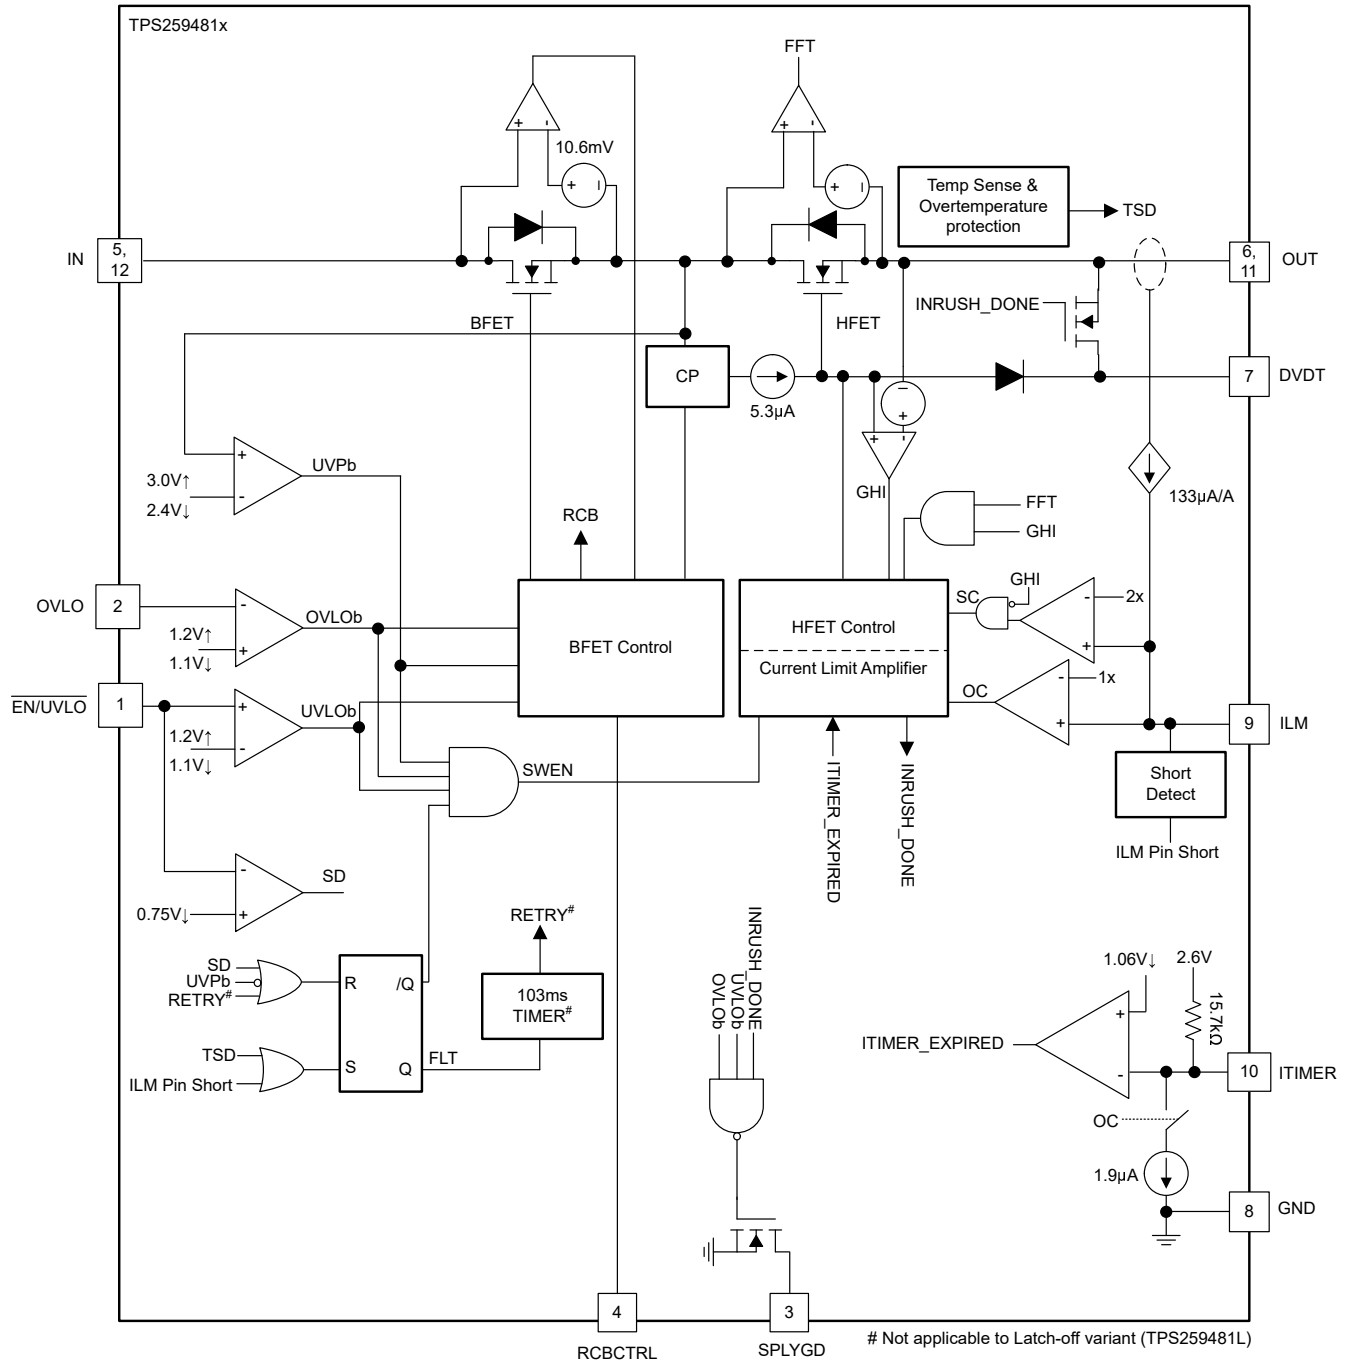 TPS259481x
FFT
+ -
+ -
10.6mV
+ –
+ –
Temp Sense &
Overtemperature
protection
TSD
IN
5,
12
6,
11
OUT
INRUSH_DONE
BFET
HFET
CP
5.3µA
7
DVDT
–
+
+ -
GHI
133µA/A
+
UVPb
3.0V↑
-
2.4V↓
RCB
FFT
GHI
OVLO
2
-
OVLOb
1.2V↑
+
1.1V↓
BFET Control
HFET Control
Current Limit Amplifier
SC
GHI
-
2x
+
EN/UVLO
1
+
UVLOb
1.2V↑
-
1.1V↓
OC
-
1x
+
9
ILM
SWEN
ITIMER_EXPIRED
INRUSH_DONE
Short
Detect
ILM Pin Short
-
SD
0.75V↓
+
RETRY#
SD
UVPb
RETRY#
R
/Q
103ms
TIMER#
TSD
ILM Pin Short
S
Q
FLT
OVLOb
UVLOb
INRUSH_DONE
1.06V↓
2.6V
15.7kΩ
+
ITIMER_EXPIRED
-
10
ITIMER
OC
1.9µA
8
GND
4
RCBCTRL
3
SPLYGD
# Not applicable to Latch-off variant (TPS259481L)